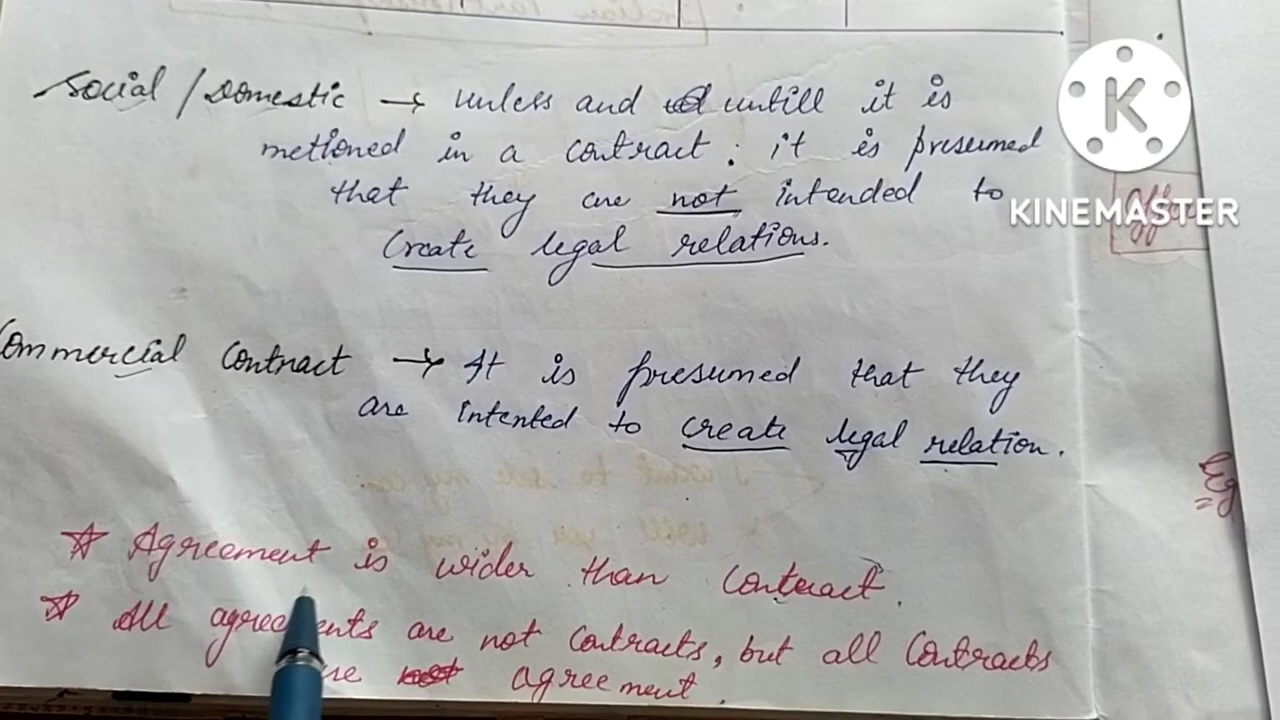 Social / Domestic → unless and untill it is
metioned in a contract : it is presumed
that they are not intended to
Create legal relations.
Commercial Contract → It is presumed that they
are intented to create legal relation.
☆ Agreement is wider than Conteract.
☆ All agreements are not Contracts, but all Contracts
agreement.
K
KINEMASTER
Eg